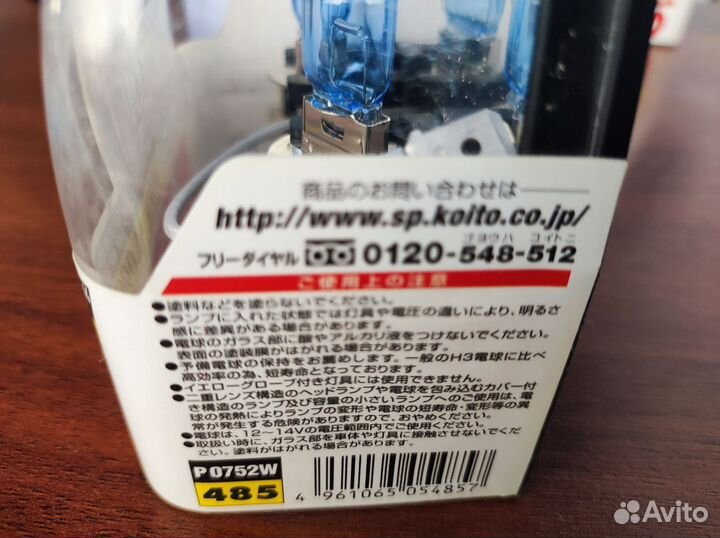 商品のお問い合わせは
http://www.sp.koito.co.jp/
ゴヨウハ コイトニ
フリーダイヤル 0120-548-512
ご使用上の注意
●塗料などを塗らないでください。
●ランプに入れた状態では灯具や電圧の違いにより、明るさ
感に差異がある場合があります。
●電球のガラス部に酸やアルカリ液をつけないでください。
表面の塗装膜がはがれる場合があります。
●予備電球の保持をお薦めします。一般のH3電球に比べ
高効率の為、短寿命となっております。
●イエローグローブ付き灯具には使用できません。
●二重レンズ構造のヘッドランプや電球を包み込むカバー付
き構造のランプ及び容量の小さいランプへのご使用は、電
球の発熱によりランプの変形や電球の短寿命・変形等の異
常が発生する危険がありますので、おやめください。
●電球は、12〜14Vの電圧範囲内でご使用ください。
●取扱い時に、ガラス部を車体や灯具に接触させないでくだ
さい。塗料がはがれる場合があります。
P0752W
485
4 961065 054857
Avito